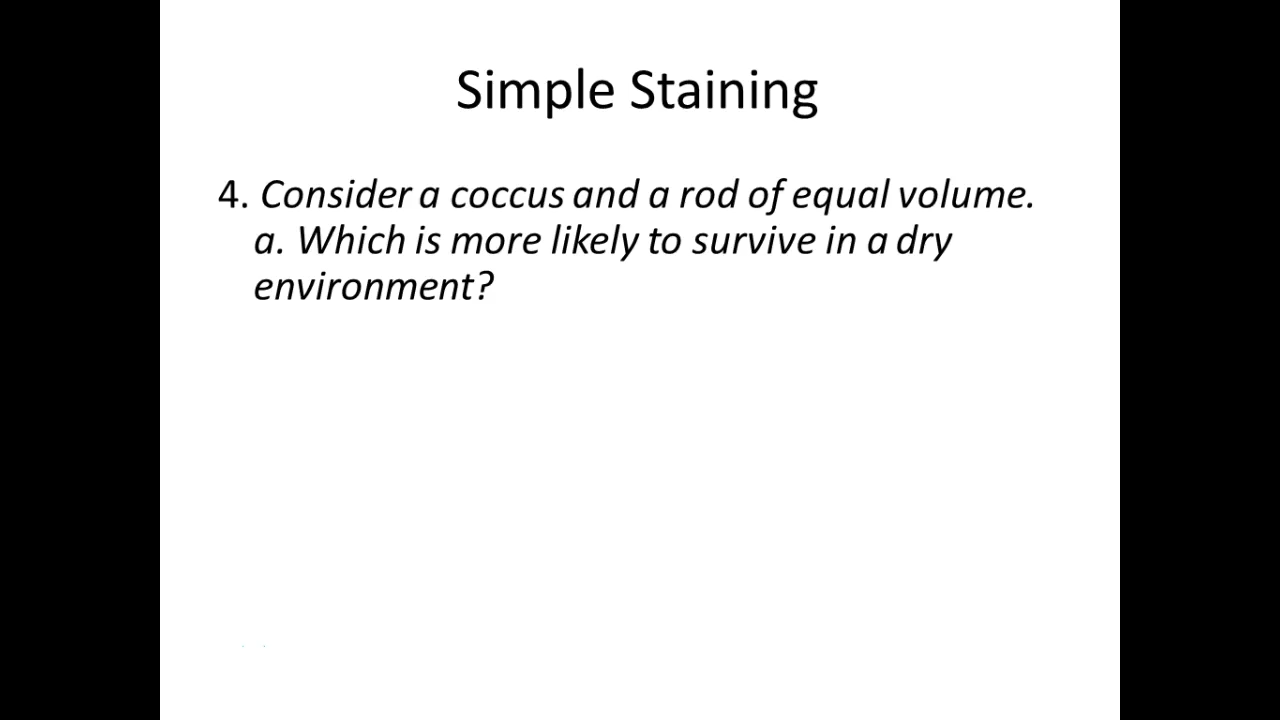 Simple Staining
4. Consider a coccus and a rod of equal volume.
a. Which is more likely to survive in a dry
environment?